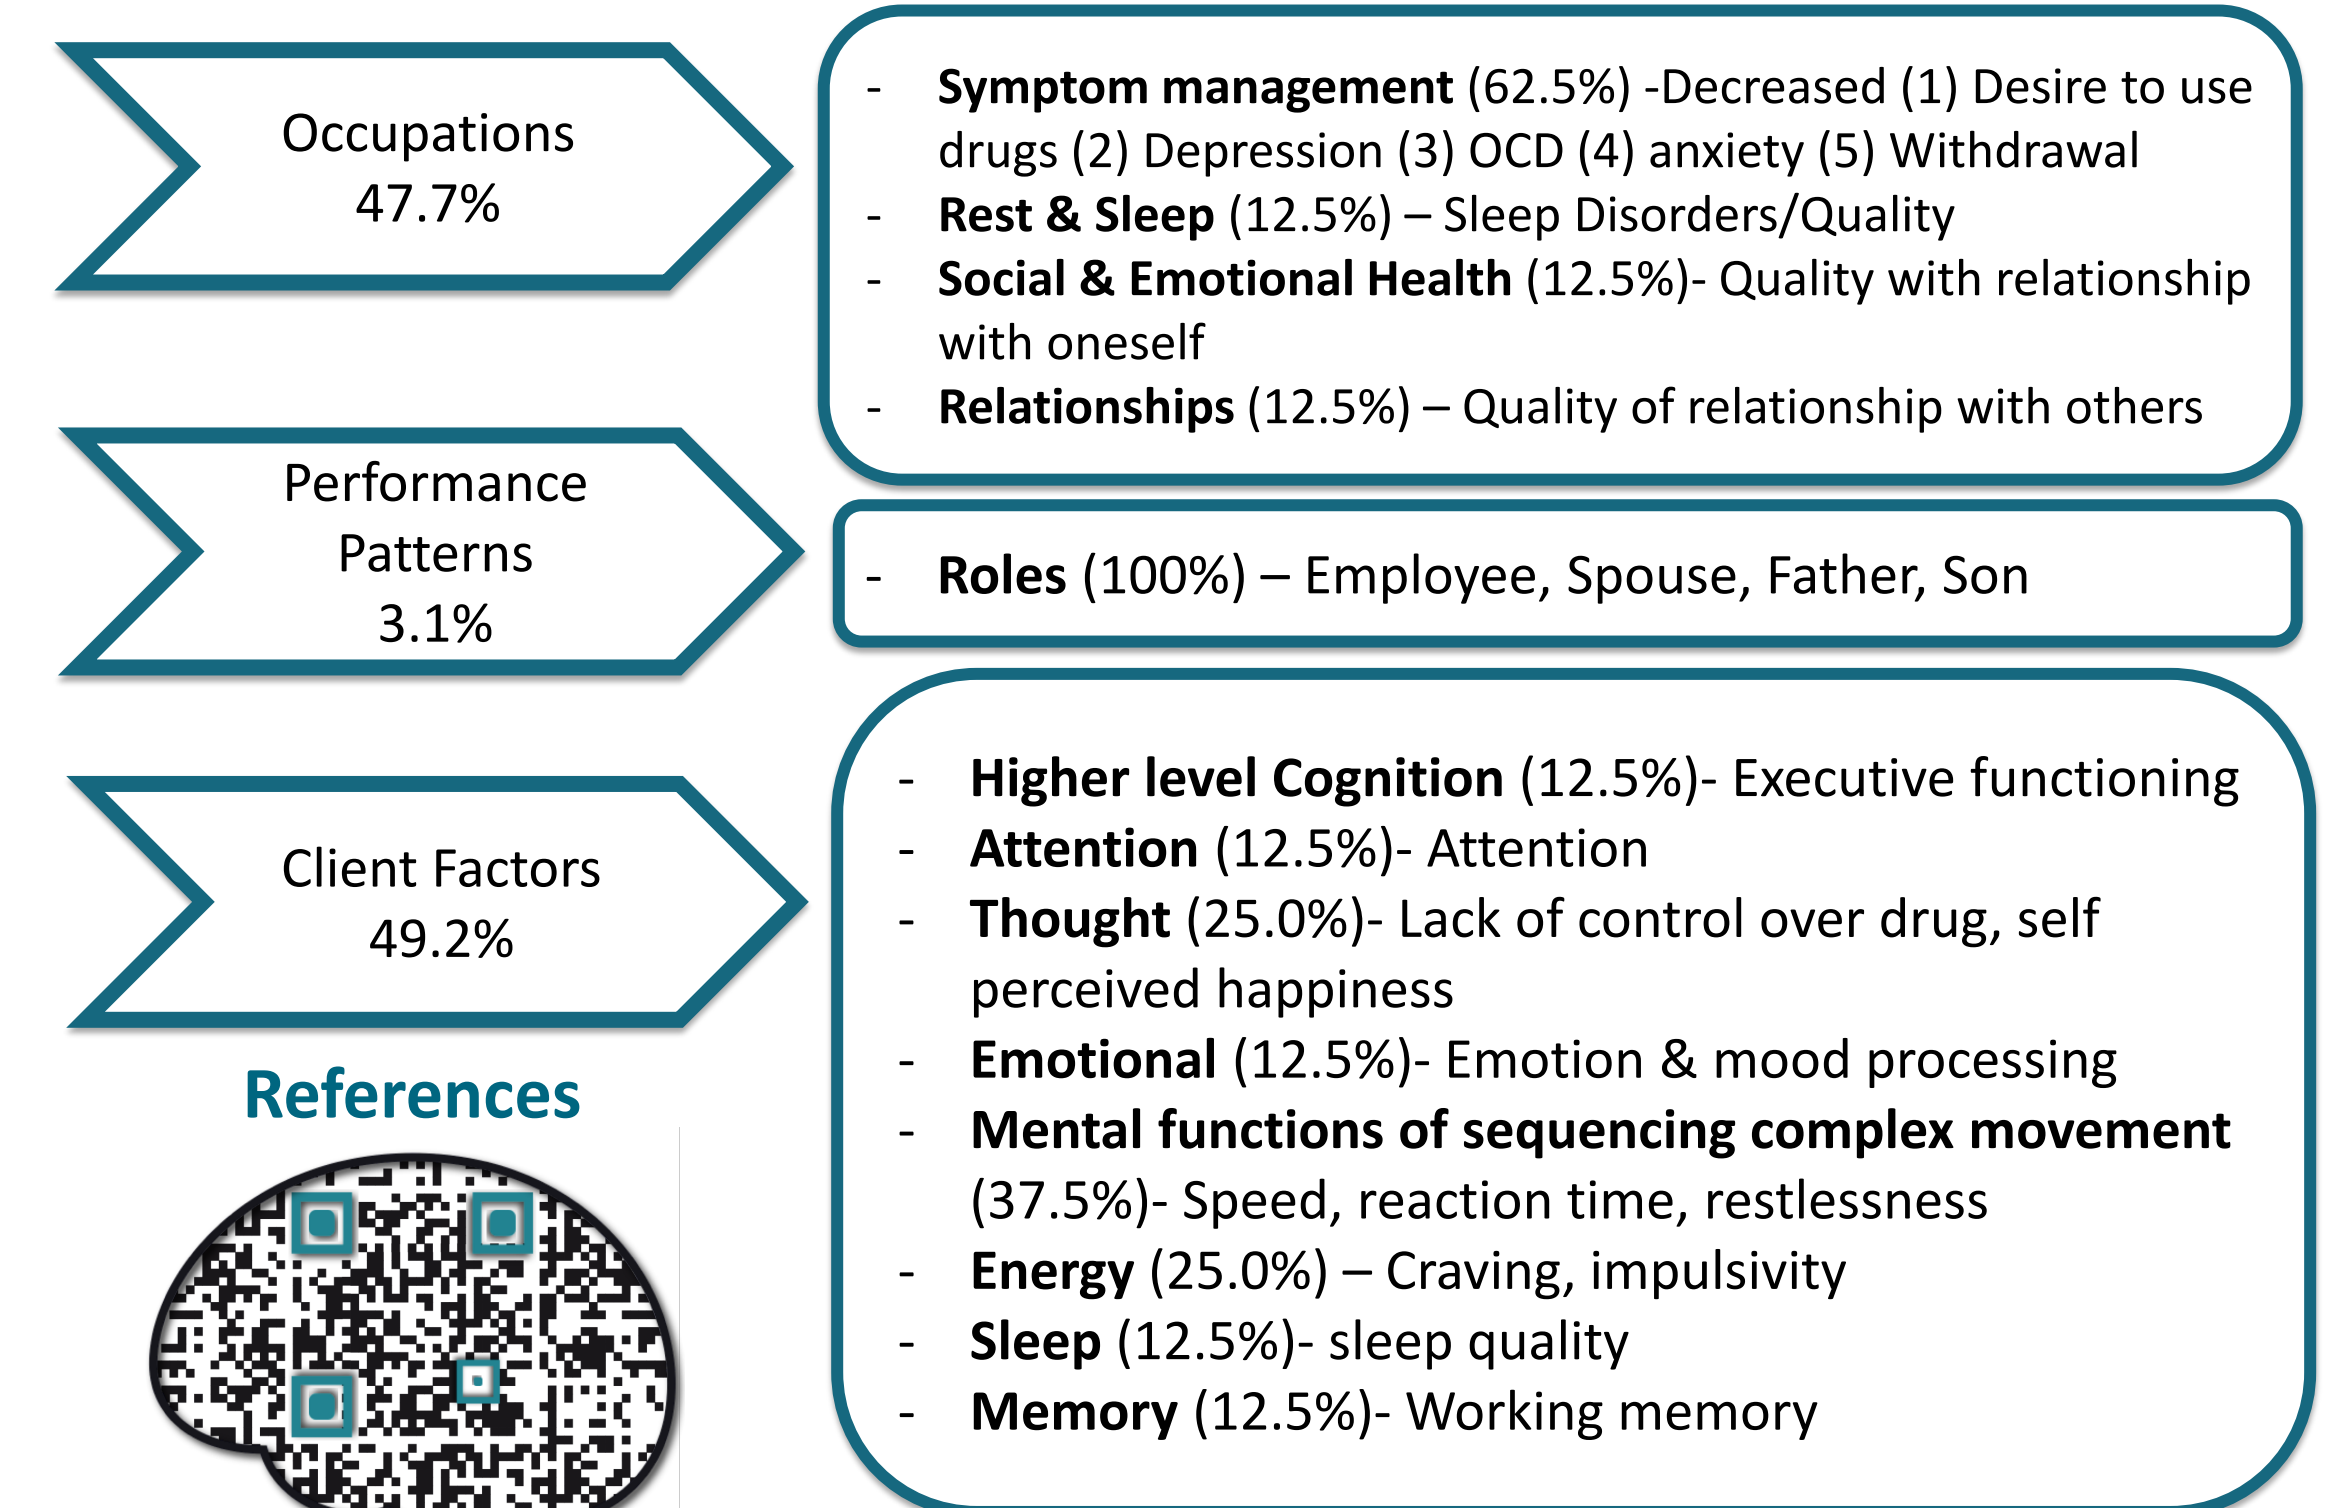 Occupations
47.7%
- Symptom management (62.5%) -Decreased (1) Desire to use
drugs (2) Depression (3) OCD (4) anxiety (5) Withdrawal
- Rest & Sleep (12.5%) – Sleep Disorders/Quality
- Social & Emotional Health (12.5%)- Quality with relationship
with oneself
- Relationships (12.5%) – Quality of relationship with others
Performance
Patterns
3.1%
- Roles (100%) – Employee, Spouse, Father, Son
Client Factors
49.2%
- Higher level Cognition (12.5%)- Executive functioning
- Attention (12.5%)- Attention
- Thought (25.0%)- Lack of control over drug, self
perceived happiness
- Emotional (12.5%)- Emotion & mood processing
- Mental functions of sequencing complex movement
(37.5%)- Speed, reaction time, restlessness
- Energy (25.0%) – Craving, impulsivity
- Sleep (12.5%)- sleep quality
- Memory (12.5%)- Working memory
References